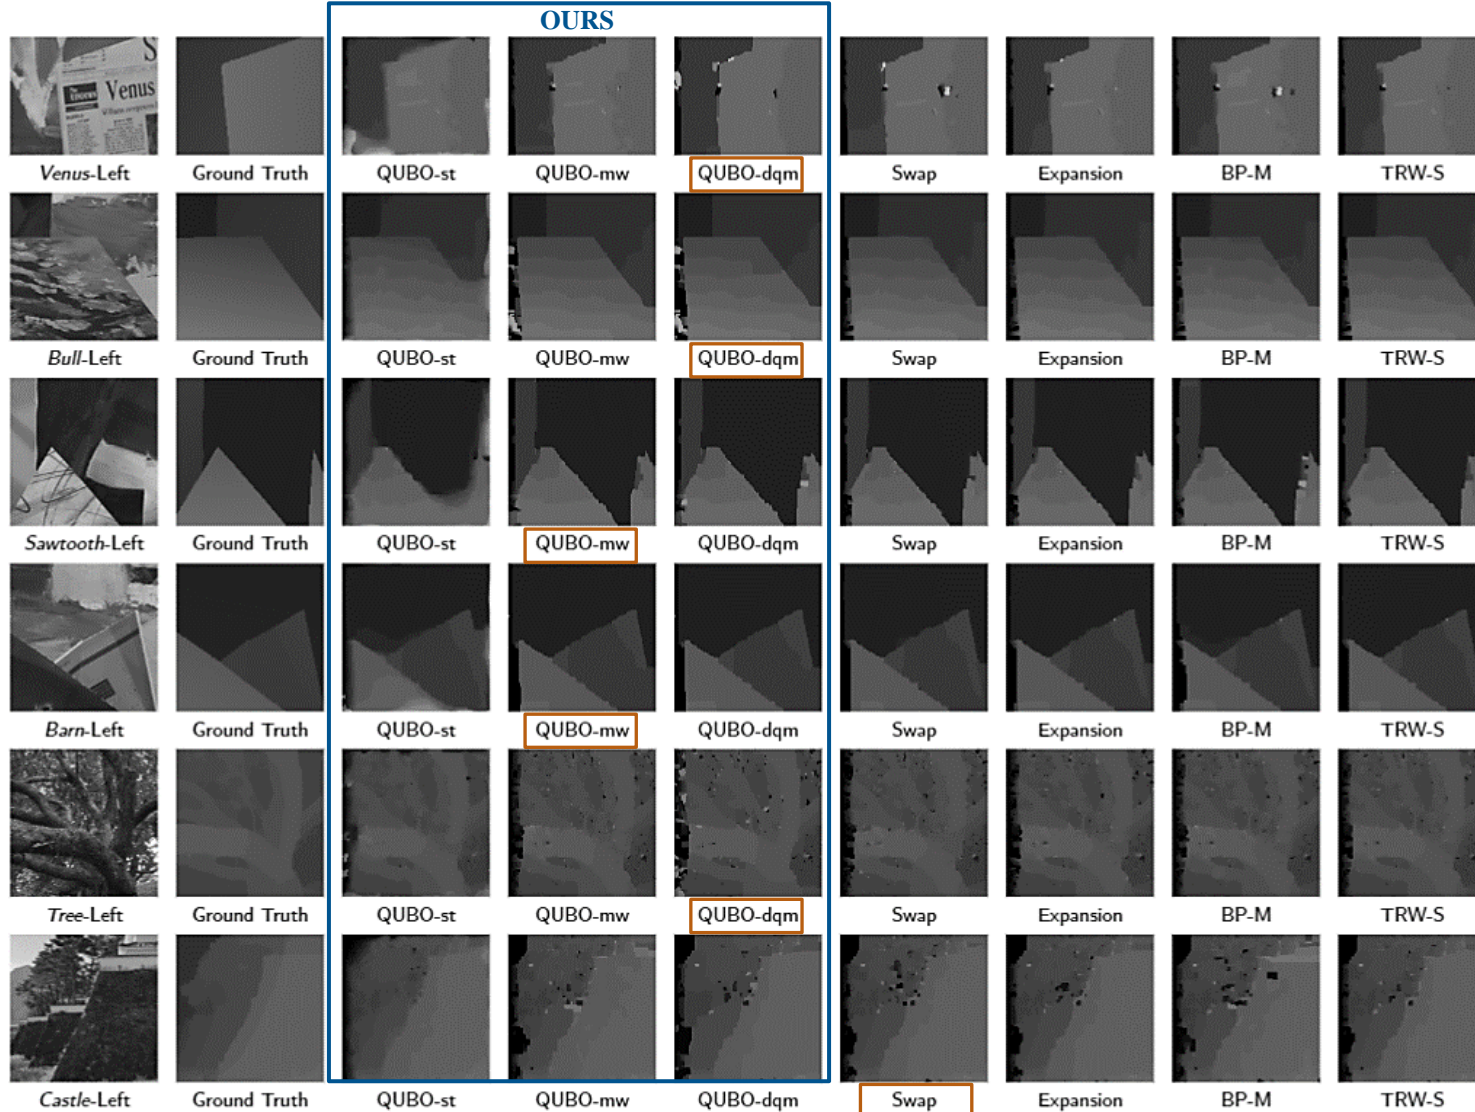 OURS
S
THE UNKNOWN Venus
Venus-Left Ground Truth QUBO-st QUBO-mw QUBO-dqm Swap Expansion BP-M TRW-S
Bull-Left Ground Truth QUBO-st QUBO-mw QUBO-dqm Swap Expansion BP-M TRW-S
Sawtooth-Left Ground Truth QUBO-st QUBO-mw QUBO-dqm Swap Expansion BP-M TRW-S
Barn-Left Ground Truth QUBO-st QUBO-mw QUBO-dqm Swap Expansion BP-M TRW-S
Tree-Left Ground Truth QUBO-st QUBO-mw QUBO-dqm Swap Expansion BP-M TRW-S
Castle-Left Ground Truth QUBO-st QUBO-mw QUBO-dqm Swap Expansion BP-M TRW-S